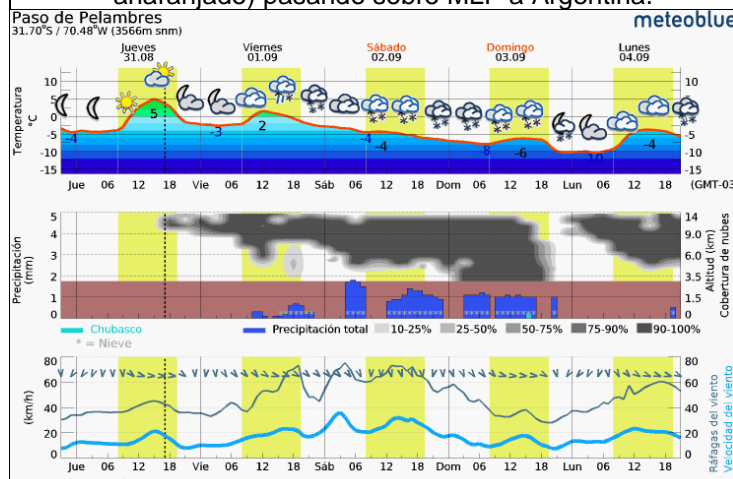 anaranjado) pasando sobre MLP a Argentina.
Paso de Pelambres
31.70°S / 70.48°W (3566m snm)
meteoblue
Jueves Viernes Sábado Domingo Lunes
31.08 01.09 02.09 03.09 04.09
Temperatura
°C
10
5
0
-5
-10
-15
10
5
0
-5
-10
-15
-4 5 -3 2 -4 -4 -8 -6 -10 -4
Jue 06 12 18 Vie 06 12 18 Sáb 06 12 18 Dom 06 12 18 Lun 06 12 18 (GMT-03
Precipitación
(mm)
5
4
3
2
1
0
14
9.0
6.0
3.5
1.5
0
Altitud (km)
Cobertura de nubes
Chubasco Precipitación total 10-25% 25-50% 50-75% 75-90% 90-100%
* = Nieve
(km/h)
80
60
40
20
0
80
60
40
20
0
Ráfagas del viento
Velocidad del viento
Jue 06 12 18 Vie 06 12 18 Sáb 06 12 18 Dom 06 12 18 Lun 06 12 18